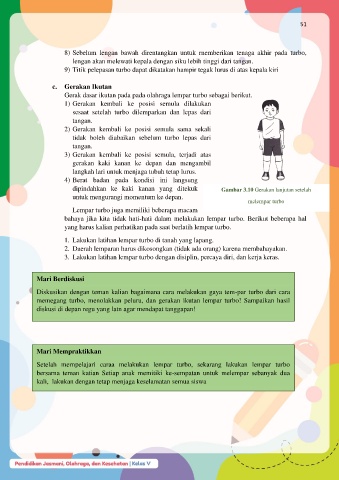 51
8) Sebelum lengan bawah direntangkan untuk memberikan tenaga akhir pada turbo,
lengan akan melewati kepala dengan siku lebih tinggi dari tangan.
9) Titik pelepasan turbo dapat dikatakan hampir tegak lurus di atas kepala kiri
c. Gerakan Ikutan
Gerak dasar ikutan pada pada olahraga lempar turbo sebagai berikut.
1) Gerakan kembali ke posisi semula dilakukan
sesaat setelah turbo dilemparkan dan lepas dari
tangan.
2) Gerakan kembali ke posisi semula sama sekali
tidak boleh diabaikan sebelum turbo lepas dari
tangan.
3) Gerakan kembali ke posisi semula, terjadi atas
gerakan kaki kanan ke depan dan mengambil
langkah lari untuk menjaga tubuh tetap lurus.
4) Berat badan pada kondisi ini langsung
dipindahkan ke kaki kanan yang ditekuk
untuk mengurangi momentum ke depan.
Gambar 3.10 Gerakan lanjutan setelah
melempar turbo
Lempar turbo juga memiliki beberapa macam
bahaya jika kita tidak hati-hati dalam melakukan lempar turbo. Berikut beberapa hal
yang harus kalian perhatikan pada saat berlatih lempar turbo.
1. Lakukan latihan lempar turbo di tanah yang lapang.
2. Daerah lemparan harus dikosongkan (tidak ada orang) karena membahayakan.
3. Lakukan latihan lempar turbo dengan disiplin, percaya diri, dan kerja keras.
Mari Berdiskusi
Diskusikan dengan teman kalian bagaimana cara melakukan gaya tem-par turbo dari cara
memegang turbo, menolakkan peluru, dan gerakan ikutan lempar turbo! Sampaikan hasil
diskusi di depan regu yang lain agar mendapat tanggapan!
Mari Mempraktikkan
Setelah mempelajari caraa melakukan lempar turbo, sekarang lakukan lempar turbo
bersama teman kalian Setiap anak memiliki ke-sempatan untuk melempar sebanyak dua
kali, lakukan dengan tetap menjaga keselamatan semua siswa
Pendidikan Jasmani, Olahraga, dan Kesehatan | Kelas V